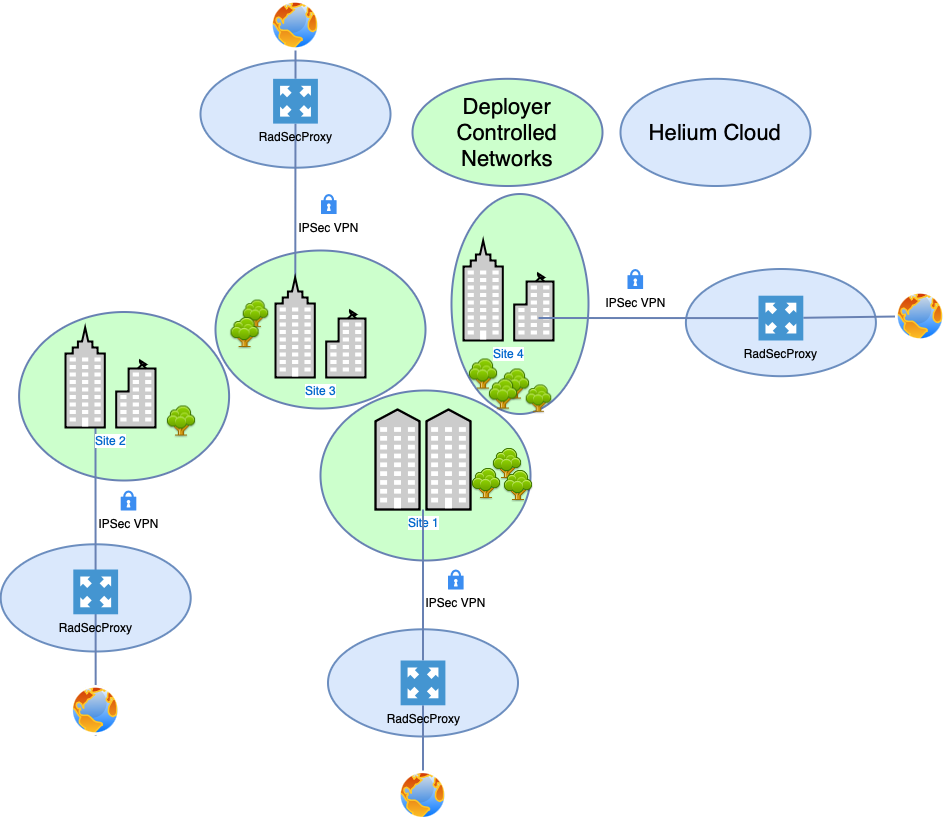 RadSecProxy
Deployer
Controlled
Networks
Helium Cloud
IPSec VPN
IPSec VPN
Site 4
RadSecProxy
Site 3
Site 2
IPSec VPN
Site 1
IPSec VPN
RadSecProxy
RadSecProxy